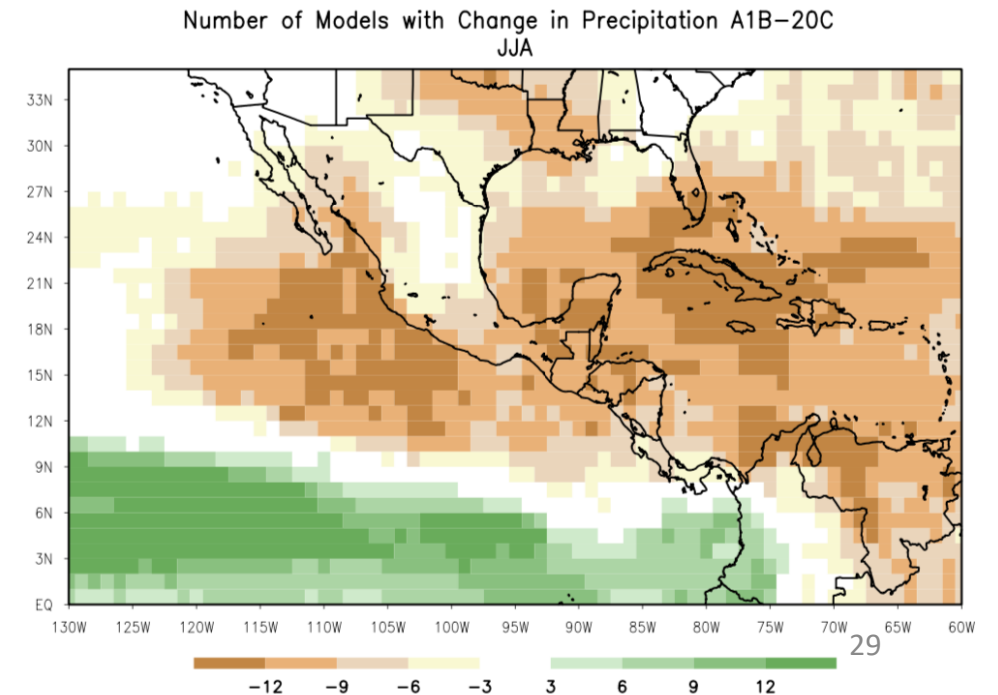 Number of Models with Change in Precipitation A1B−20C
JJA
33N
30N
27N
24N
21N
18N
15N
12N
9N
6N
3N
EQ
130W 125W 120W 115W 110W 105W 100W 95W 90W 85W 80W 75W 70W 65W 60W
29
−12 −9 −6 −3 3 6 9 12